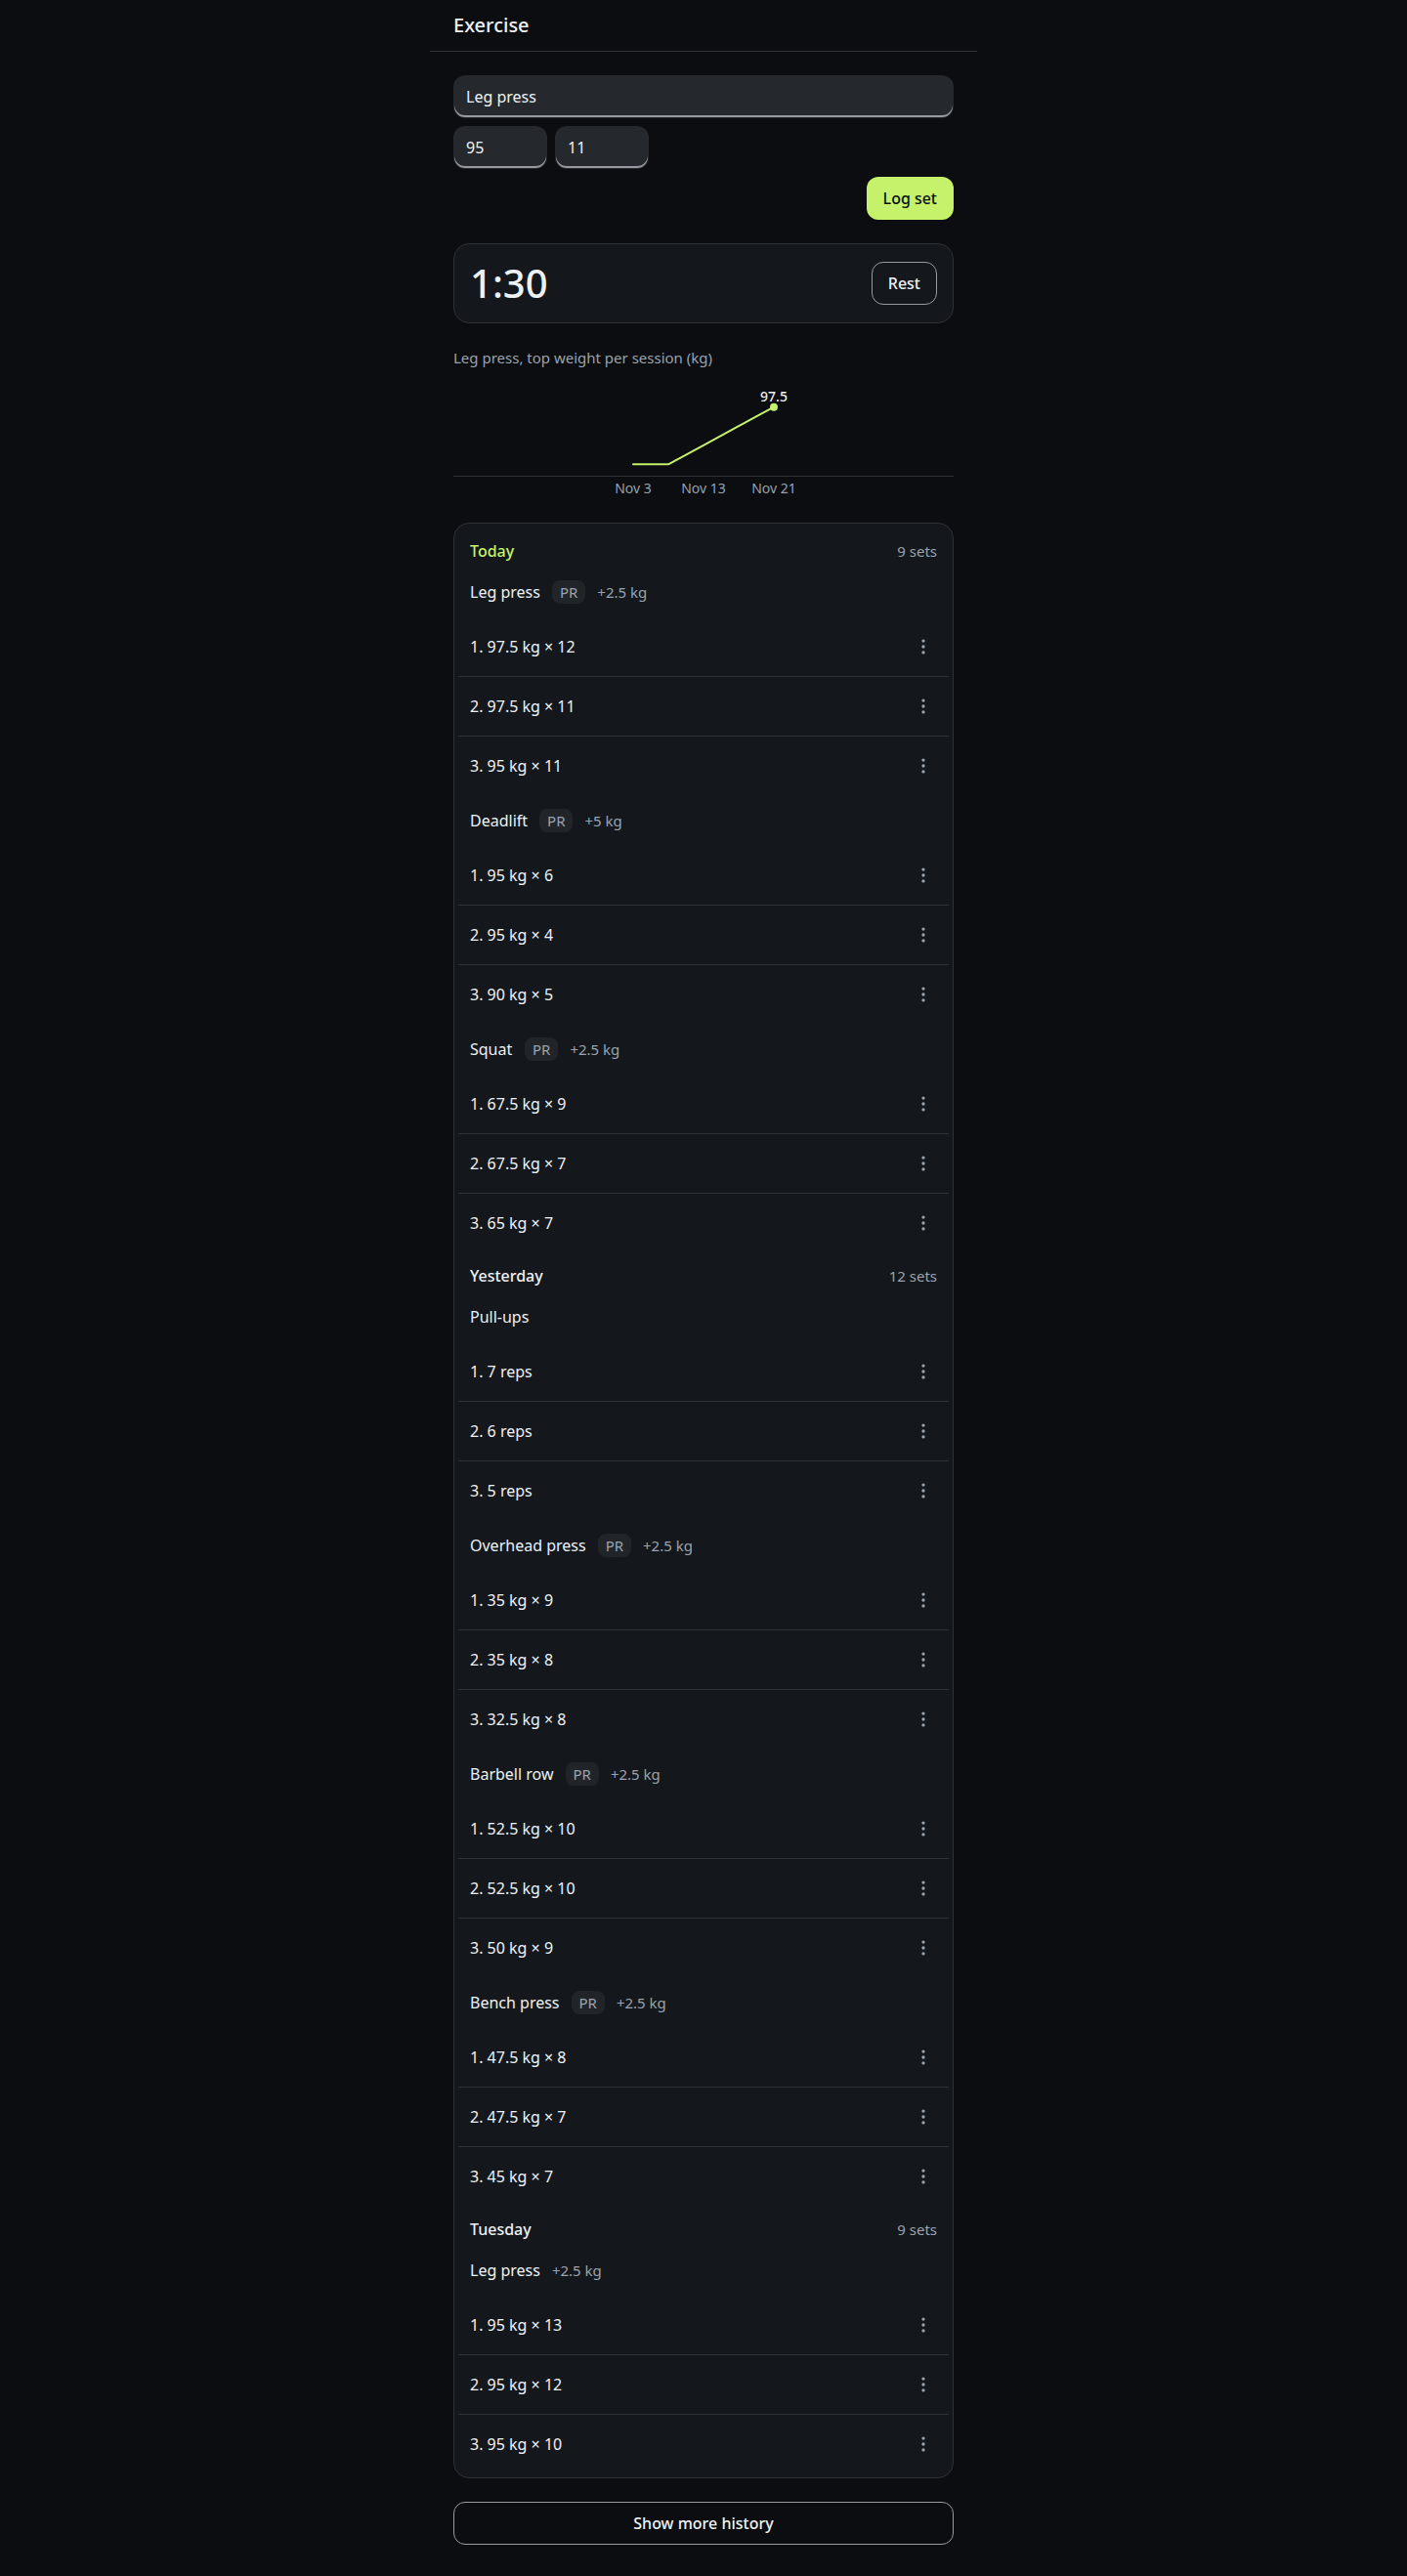 Exercise
Leg press
95 11
Log set
1:30 Rest
Leg press, top weight per session (kg)
97.5
Nov 3 Nov 13 Nov 21
Today 9 sets
Leg press PR +2.5 kg
1. 97.5 kg × 12
2. 97.5 kg × 11
3. 95 kg × 11
Deadlift PR +5 kg
1. 95 kg × 6
2. 95 kg × 4
3. 90 kg × 5
Squat PR +2.5 kg
1. 67.5 kg × 9
2. 67.5 kg × 7
3. 65 kg × 7
Yesterday 12 sets
Pull-ups
1. 7 reps
2. 6 reps
3. 5 reps
Overhead press PR +2.5 kg
1. 35 kg × 9
2. 35 kg × 8
3. 32.5 kg × 8
Barbell row PR +2.5 kg
1. 52.5 kg × 10
2. 52.5 kg × 10
3. 50 kg × 9
Bench press PR +2.5 kg
1. 47.5 kg × 8
2. 47.5 kg × 7
3. 45 kg × 7
Tuesday 9 sets
Leg press +2.5 kg
1. 95 kg × 13
2. 95 kg × 12
3. 95 kg × 10
Show more history